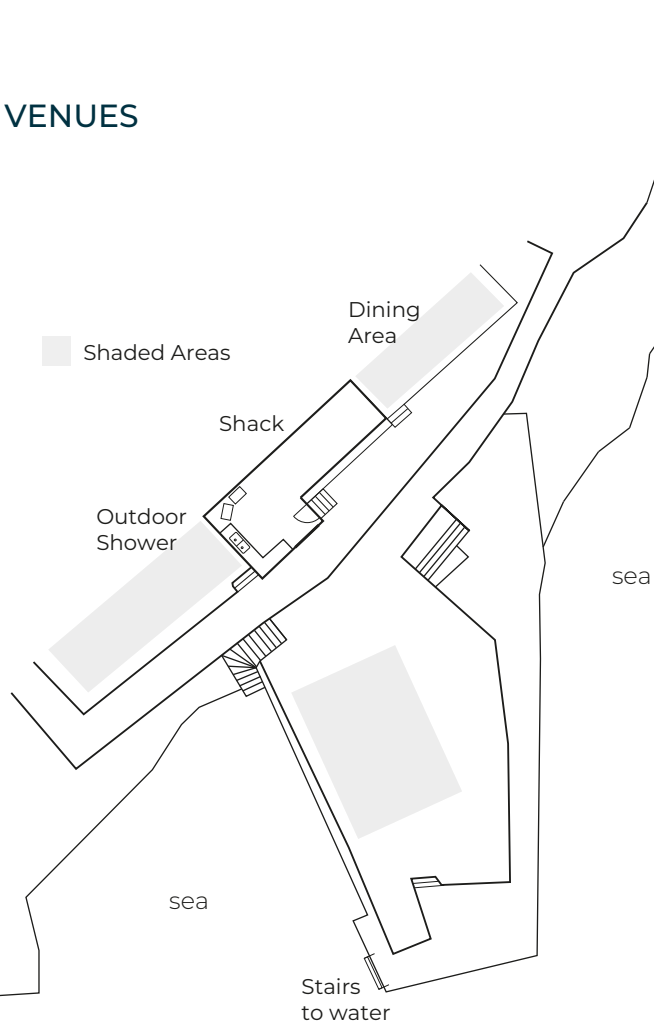 VENUES
Dining
Area
Shaded Areas
Shack
Outdoor
Shower
sea
sea
Stairs
to water